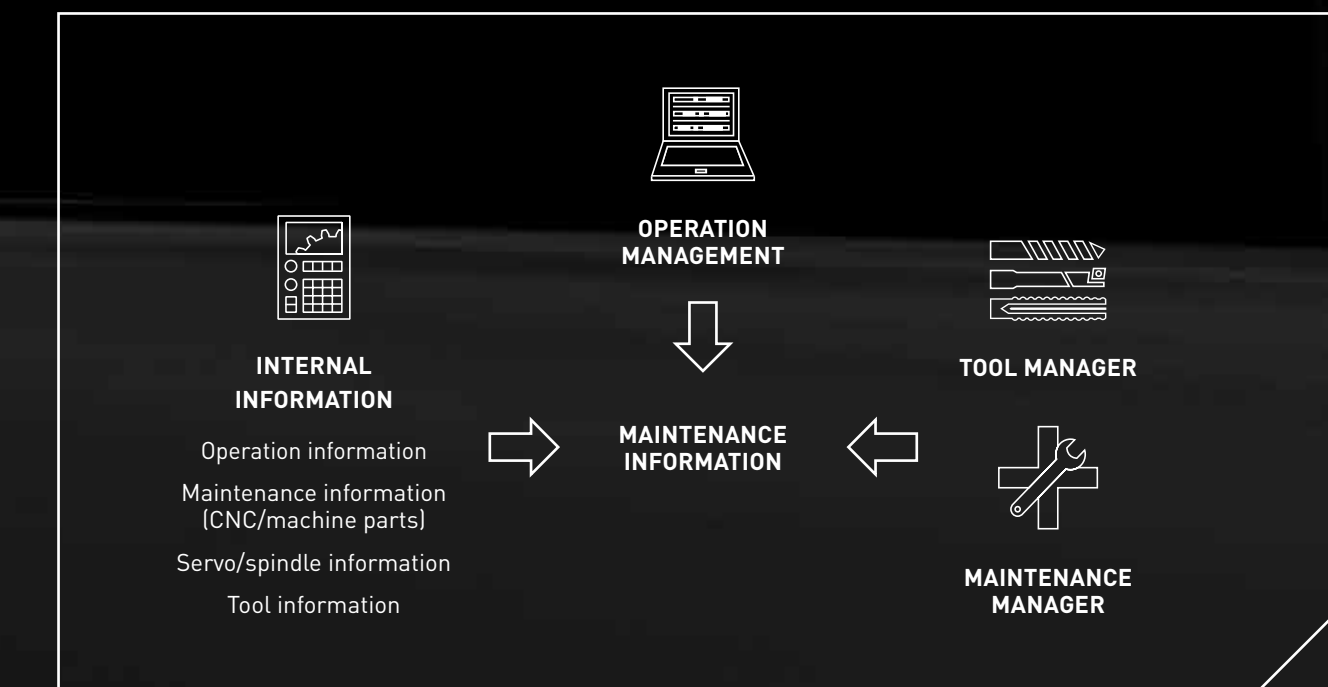 OPERATION
MANAGEMENT
INTERNAL
INFORMATION
Operation information
Maintenance information
(CNC/machine parts)
Servo/spindle information
Tool information
MAINTENANCE
INFORMATION
TOOL MANAGER
MAINTENANCE
MANAGER